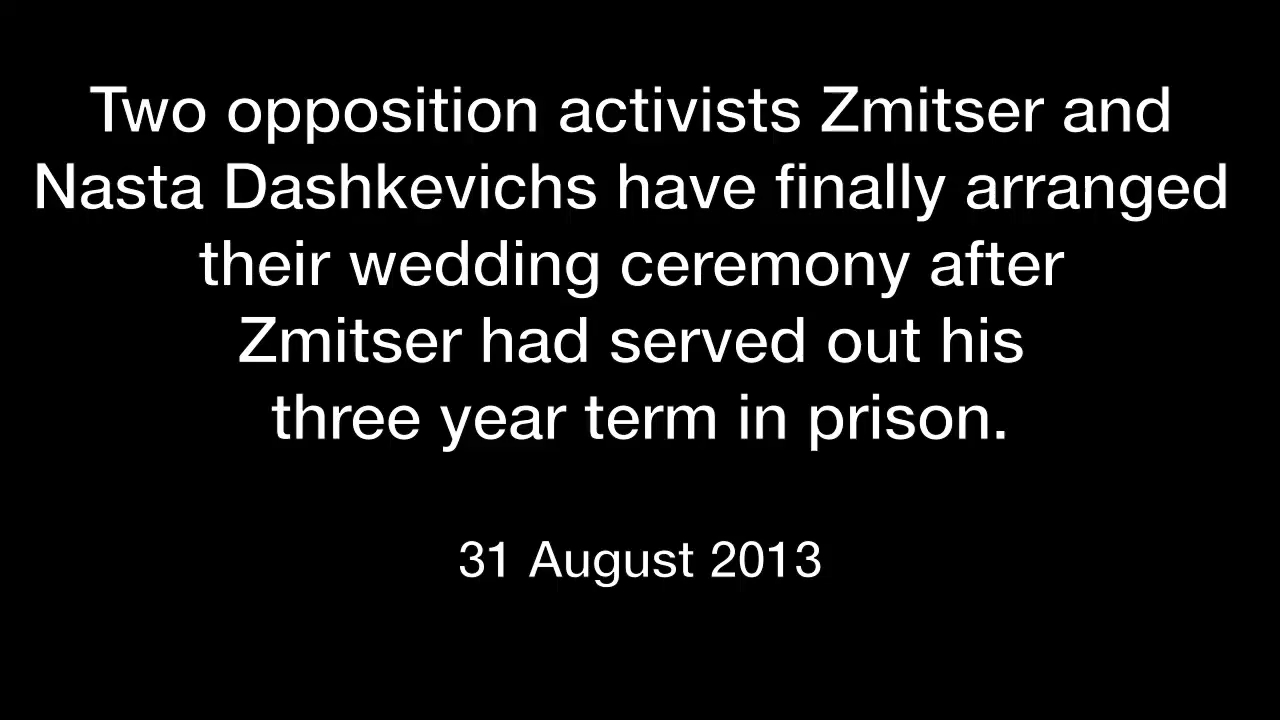 Two opposition activists Zmitser and
Nasta Dashkevichs have finally arranged
their wedding ceremony after
Zmitser had served out his
three year term in prison.
31 August 2013